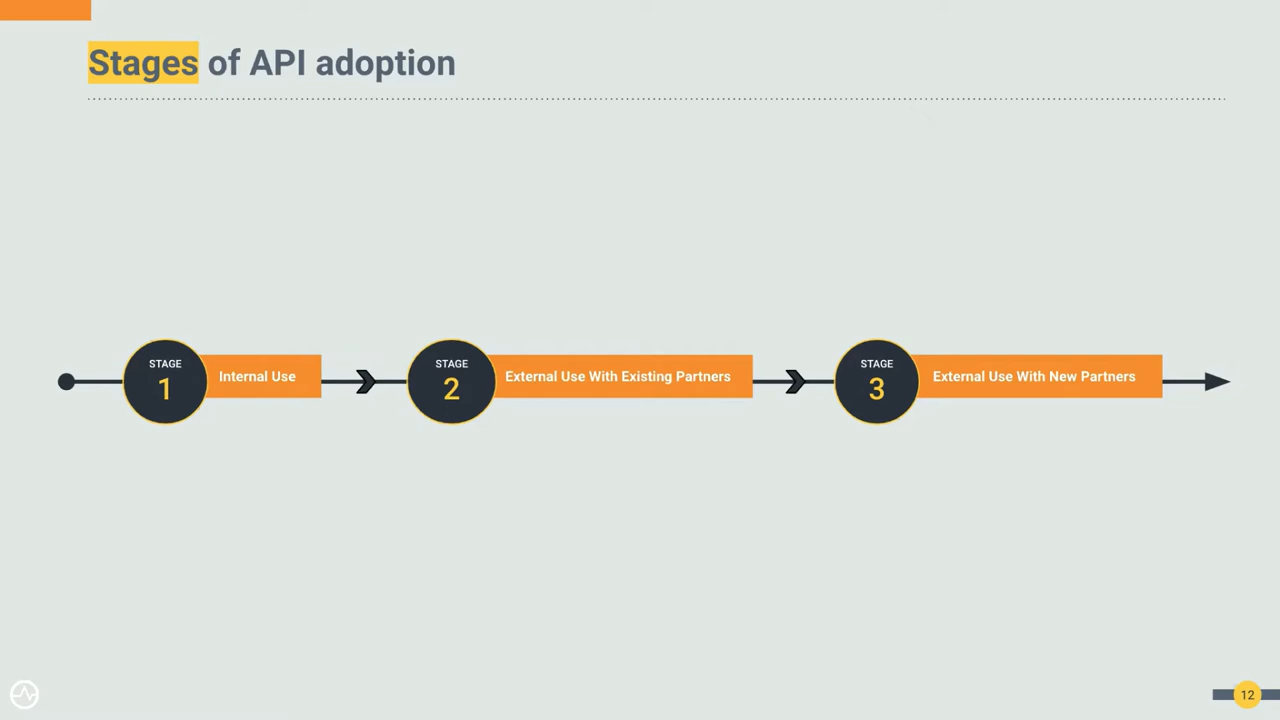 Stages of API adoption
STAGE
1
Internal Use
STAGE
2
External Use With Existing Partners
STAGE
3
External Use With New Partners
12